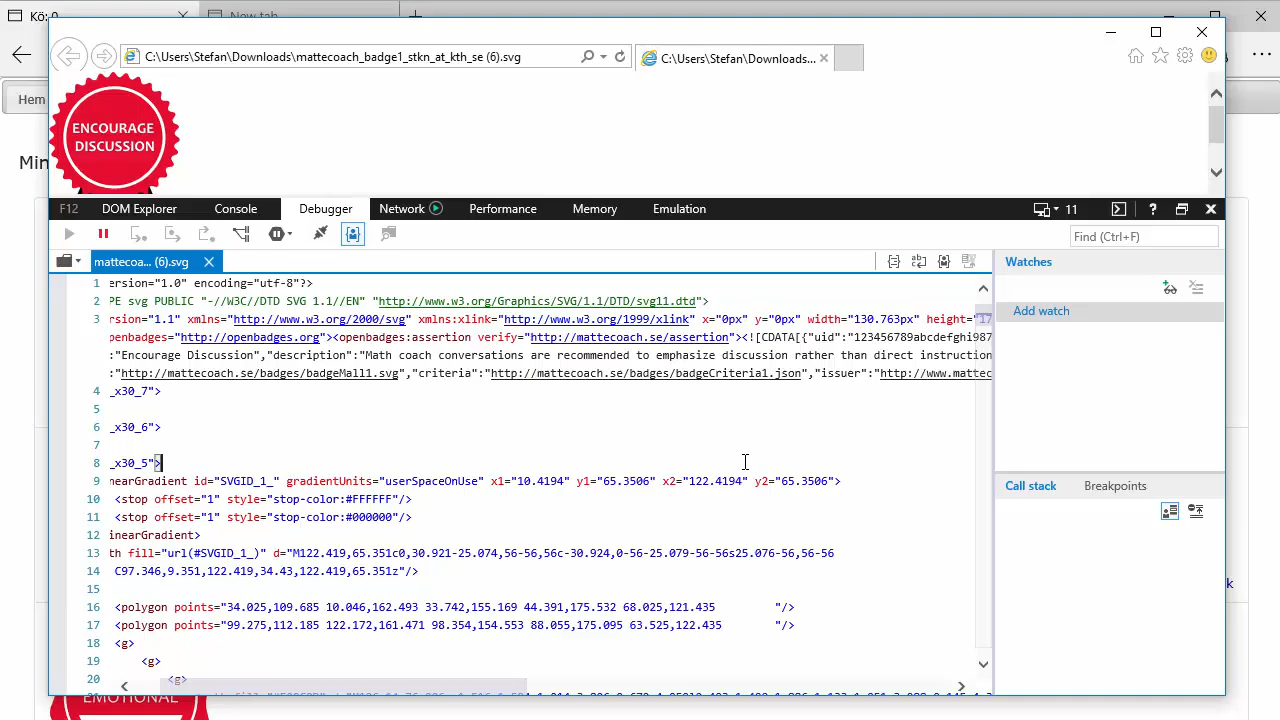 Kö: 0
New tab
C:\Users\Stefan\Downloads\mattecoach_badge1_stkn_at_kth_se (6).svg
C:\Users\Stefan\Downloads...
Hem
ENCOURAGE
DISCUSSION
Min
F12 DOM Explorer Console Debugger Network Performance Memory Emulation 11 ?
Find (Ctrl+F)
mattecoa... (6).svg
Watches
Add watch
1 ersion="1.0" encoding="utf-8"?>
2 PE svg PUBLIC "-//W3C//DTD SVG 1.1//EN" "http://www.w3.org/Graphics/SVG/1.1/DTD/svg11.dtd">
3 rsion="1.1" xmlns="http://www.w3.org/2000/svg" xmlns:xlink="http://www.w3.org/1999/xlink" x="0px" y="0px" width="130.763px" height="17
penbadges="http://openbadges.org"><openbadges:assertion verify="http://mattecoach.se/assertion"><![CDATA[{"uid":"123456789abcdefghi987
:"Encourage Discussion","description":"Math coach conversations are recommended to emphasize discussion rather than direct instruction
:"http://mattecoach.se/badges/badgeMall1.svg","criteria":"http://mattecoach.se/badges/badgeCriteria1.json","issuer":"http://www.mattec
4 _x30_7">
5
6 _x30_6">
7
8 _x30_5">
9 nearGradient id="SVGID_1_" gradientUnits="userSpaceOnUse" x1="10.4194" y1="65.3506" x2="122.4194" y2="65.3506">
10 <stop offset="1" style="stop-color:#FFFFFF"/>
11 <stop offset="1" style="stop-color:#000000"/>
12 inearGradient>
13 th fill="url(#SVGID_1_)" d="M122.419,65.351c0,30.921-25.074,56-56,56c-30.924,0-56-25.079-56-56s25.076-56,56-56
14 C97.346,9.351,122.419,34.43,122.419,65.351z"/>
15
16 <polygon points="34.025,109.685 10.046,162.493 33.742,155.169 44.391,175.532 68.025,121.435 "/>
17 <polygon points="99.275,112.185 122.172,161.471 98.354,154.553 88.055,175.095 63.525,122.435 "/>
18 <g>
19 <g>
20 <g>
Call stack Breakpoints
k
EMOTIONAL